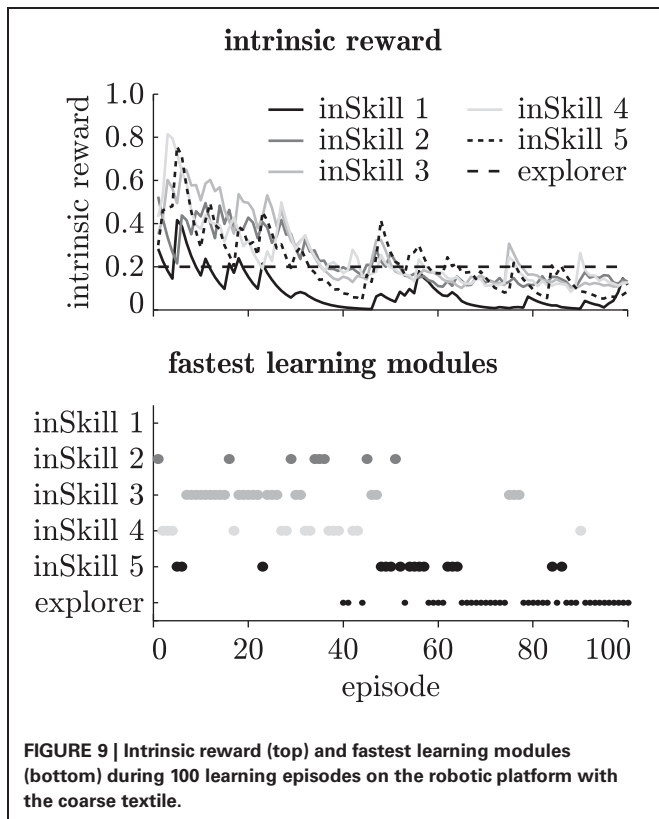 intrinsic reward
1.0
0.8
0.6
0.4
0.2
0
intrinsic reward
inSkill 1
inSkill 2
inSkill 3
inSkill 4
inSkill 5
explorer
fastest learning modules
inSkill 1
inSkill 2
inSkill 3
inSkill 4
inSkill 5
explorer
0 20 40 60 80 100
episode
FIGURE 9 | Intrinsic reward (top) and fastest learning modules
(bottom) during 100 learning episodes on the robotic platform with
the coarse textile.